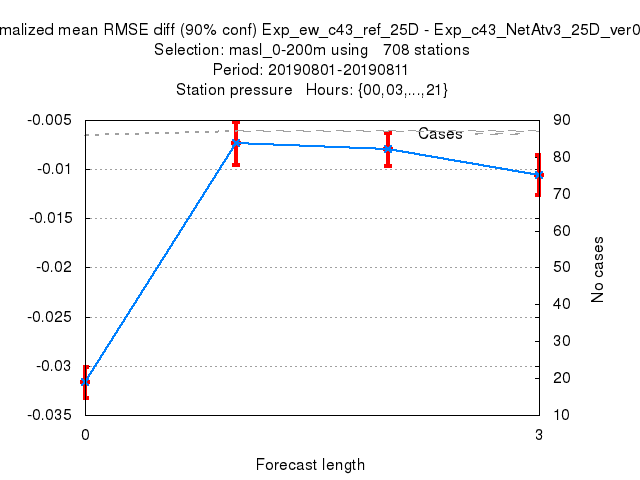 malized mean RMSE diff (90% conf) Exp_ew_c43_ref_25D - Exp_c43_NetAtv3_25D_ver0
Selection: masl_0-200m using 708 stations
Period: 20190801-20190811
Station pressure Hours: {00,03,...,21}
-0.005
-0.01
-0.015
-0.02
-0.025
-0.03
-0.035
Cases
90
80
70
60
50
40
30
20
10
No cases
0
3
Forecast length